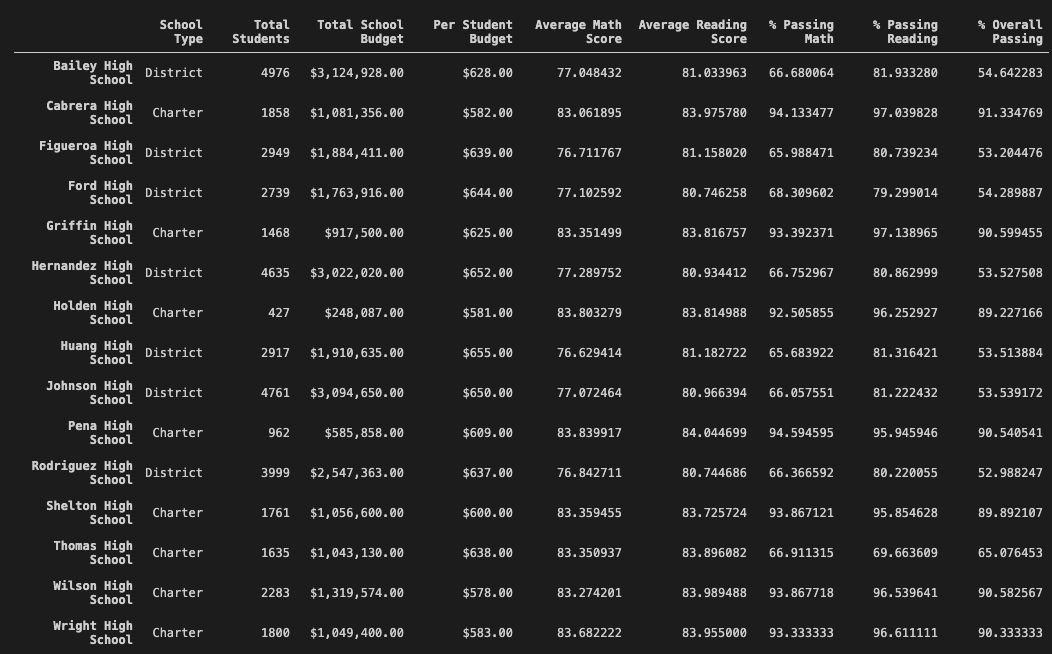 School Total Total School Per Student Average Math Average Reading % Passing % Passing % Overall
Type Students Budget Budget Score Score Math Reading Passing
Bailey High
School District 4976 $3,124,928.00 $628.00 77.048432 81.033963 66.680064 81.933280 54.642283
Cabrera High
School Charter 1858 $1,081,356.00 $582.00 83.061895 83.975780 94.133477 97.039828 91.334769
Figueroa High
School District 2949 $1,884,411.00 $639.00 76.711767 81.158020 65.988471 80.739234 53.204476
Ford High
School District 2739 $1,763,916.00 $644.00 77.102592 80.746258 68.309602 79.299014 54.289887
Griffin High
School Charter 1468 $917,500.00 $625.00 83.351499 83.816757 93.392371 97.138965 90.599455
Hernandez High
School District 4635 $3,022,020.00 $652.00 77.289752 80.934412 66.752967 80.862999 53.527508
Holden High
School Charter 427 $248,087.00 $581.00 83.803279 83.814988 92.505855 96.252927 89.227166
Huang High
School District 2917 $1,910,635.00 $655.00 76.629414 81.182722 65.683922 81.316421 53.513884
Johnson High
School District 4761 $3,094,650.00 $650.00 77.072464 80.966394 66.057551 81.222432 53.539172
Pena High
School Charter 962 $585,858.00 $609.00 83.839917 84.044699 94.594595 95.945946 90.540541
Rodriguez High
School District 3999 $2,547,363.00 $637.00 76.842711 80.744686 66.366592 80.220055 52.988247
Shelton High
School Charter 1761 $1,056,600.00 $600.00 83.359455 83.725724 93.867121 95.854628 89.892107
Thomas High
School Charter 1635 $1,043,130.00 $638.00 83.350937 83.896082 66.911315 69.663609 65.076453
Wilson High
School Charter 2283 $1,319,574.00 $578.00 83.274201 83.989488 93.867718 96.539641 90.582567
Wright High
School Charter 1800 $1,049,400.00 $583.00 83.682222 83.955000 93.333333 96.611111 90.333333